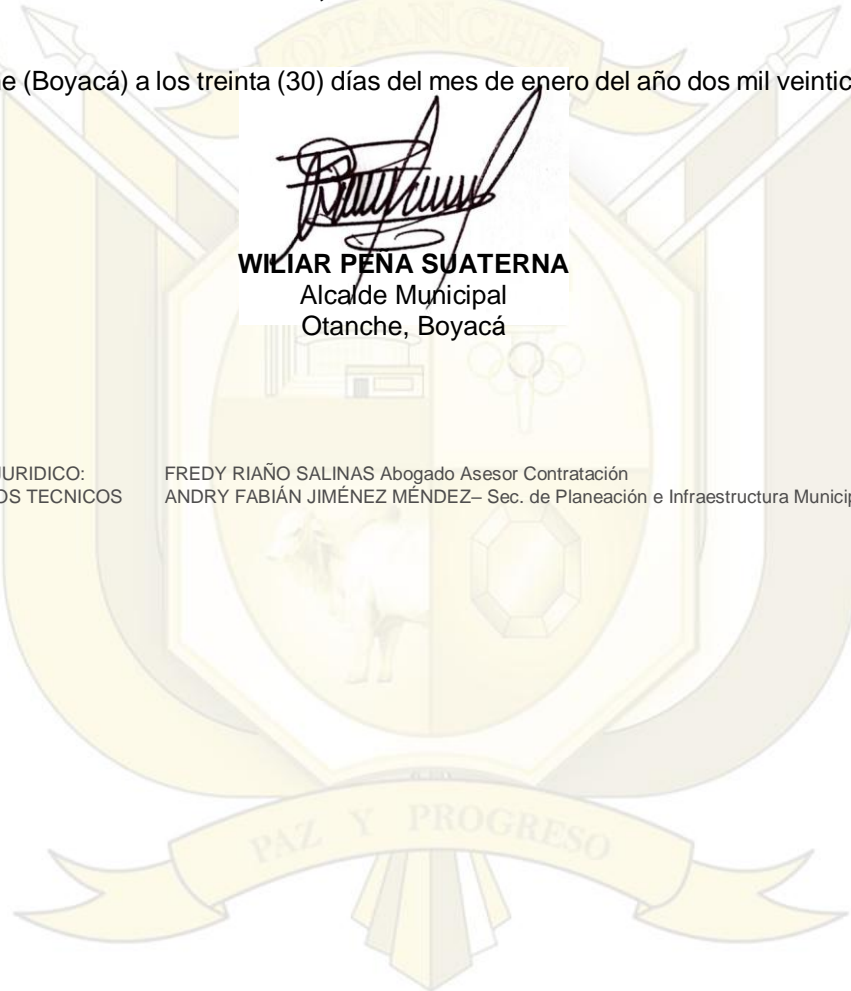 OTANCHE
e (Boyacá) a los treinta (30) días del mes de enero del año dos mil veintic
WILIAR PEÑA SUATERNA
Alcalde Municipal
Otanche, Boyacá
JURIDICO: FREDY RIAÑO SALINAS Abogado Asesor Contratación
OS TECNICOS ANDRY FABIÁN JIMÉNEZ MÉNDEZ– Sec. de Planeación e Infraestructura Municip
PAZ Y PROGRESO